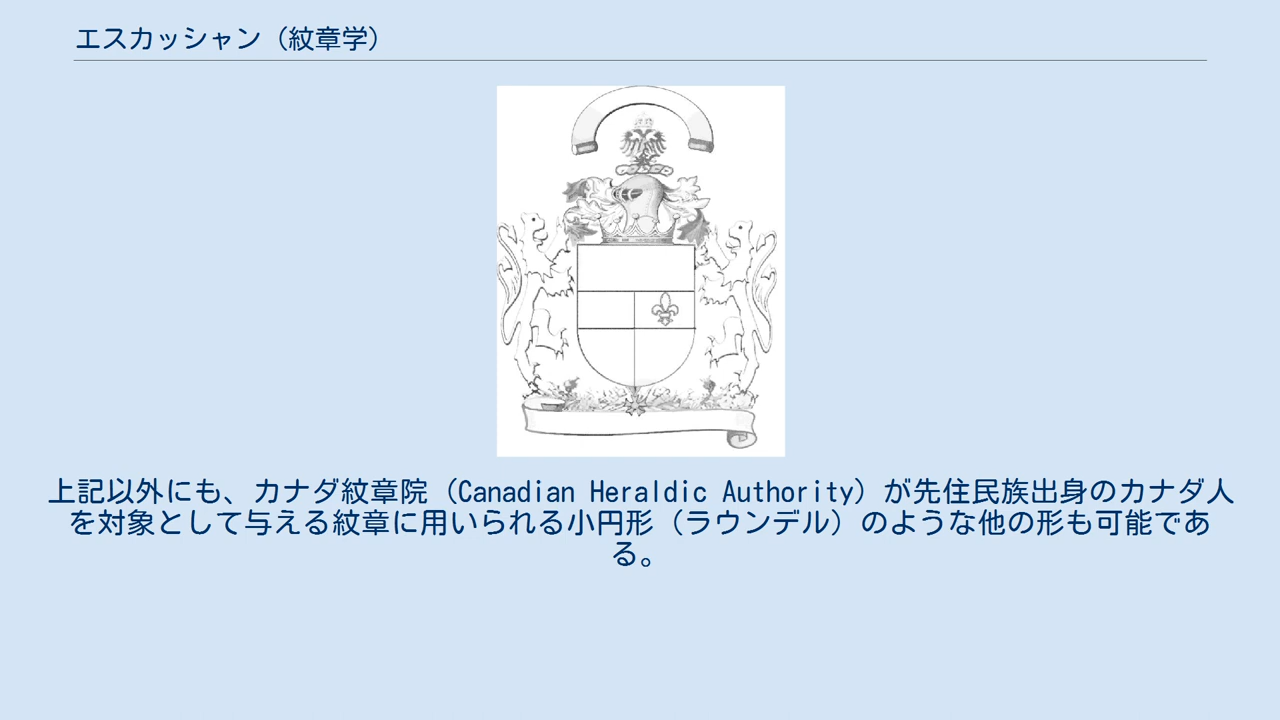 エスカッシャン（紋章学）
上記以外にも、カナダ紋章院（Canadian Heraldic Authority）が先住民族出身のカナダ人
を対象として与える紋章に用いられる小円形（ラウンデル）のような他の形も可能であ
る。